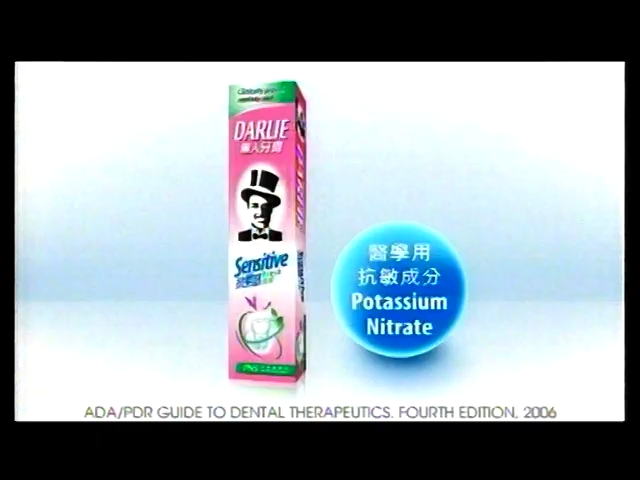 DARLIE
黑人牙膏
Sensitive
醫學用
抗敏成分
Potassium
Nitrate
ADA/PDR GUIDE TO DENTAL THERAPEUTICS. FOURTH EDITION, 2006